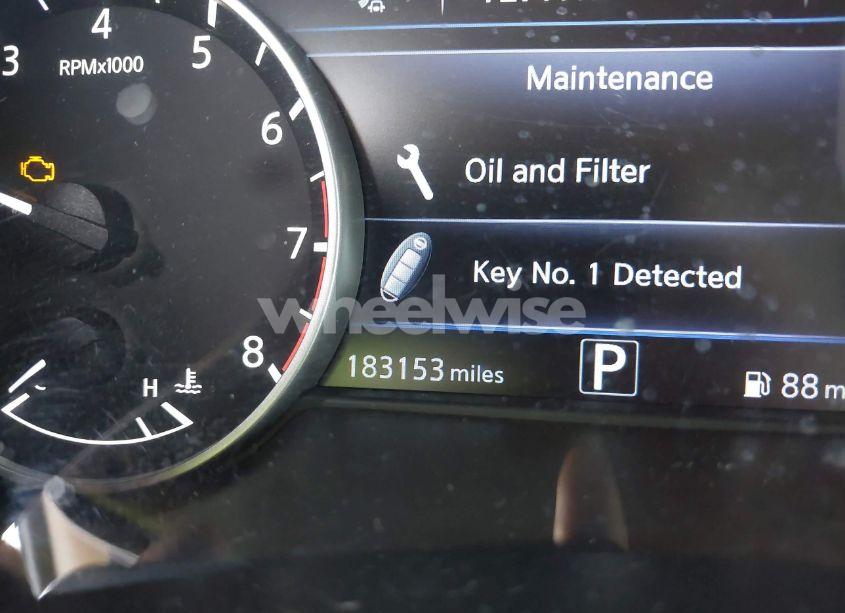 3
4
5
6
7
8
RPMx1000
H
Maintenance
Oil and Filter
Key No. 1 Detected
wheelwise
183153 miles
P
88 m